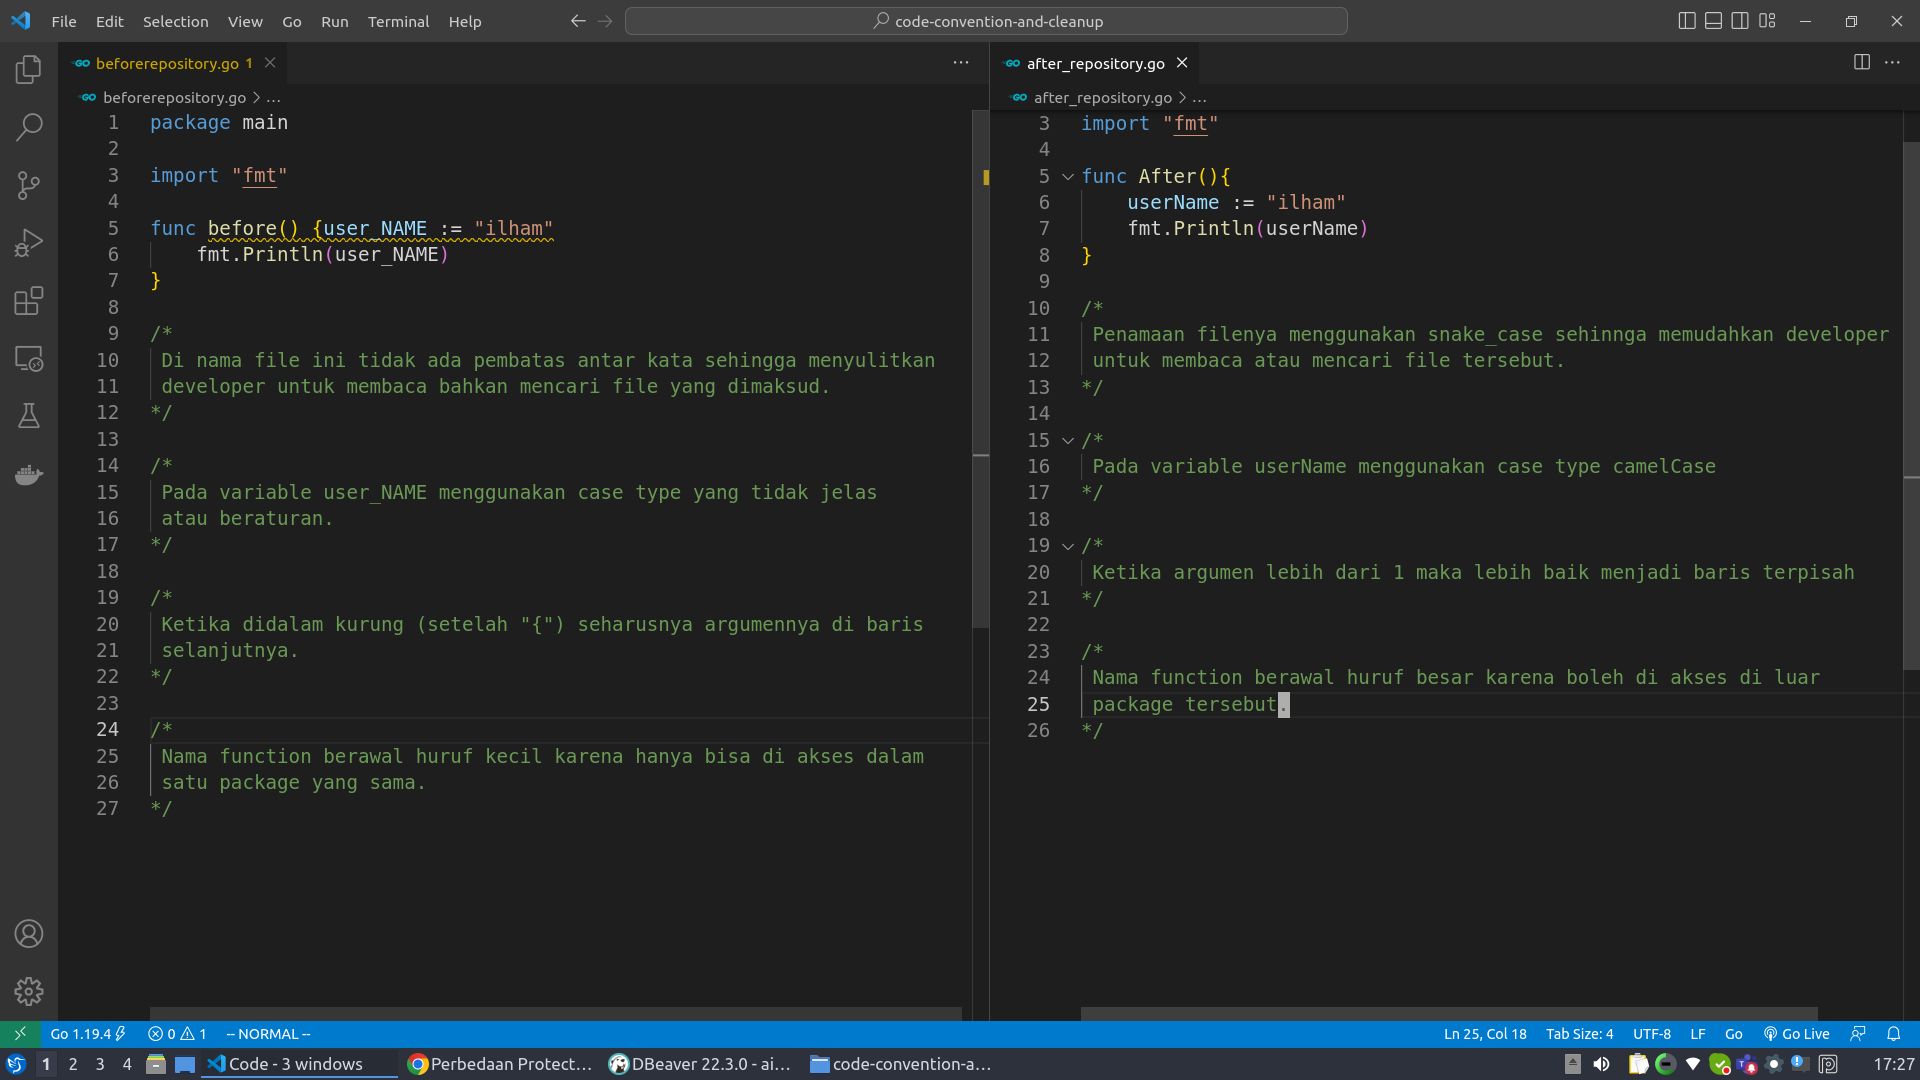 File Edit Selection View Go Run Terminal Help
code-convention-and-cleanup
beforerepository.go 1
beforerepository.go > ...
1 package main
2
3 import "fmt"
4
5 func before() {user_NAME := "ilham"
6 fmt.Println(user_NAME)
7 }
8
9 /*
10 Di nama file ini tidak ada pembatas antar kata sehingga menyulitkan
11 developer untuk membaca bahkan mencari file yang dimaksud.
12 */
13
14 /*
15 Pada variable user_NAME menggunakan case type yang tidak jelas
16 atau beraturan.
17 */
18
19 /*
20 Ketika didalam kurung (setelah "{") seharusnya argumennya di baris
21 selanjutnya.
22 */
23
24 /*
25 Nama function berawal huruf kecil karena hanya bisa di akses dalam
26 satu package yang sama.
27 */
after_repository.go
after_repository.go > ...
3 import "fmt"
4
5 func After(){
6 userName := "ilham"
7 fmt.Println(userName)
8 }
9
10 /*
11 Penamaan filenya menggunakan snake_case sehinnga memudahkan developer
12 untuk membaca atau mencari file tersebut.
13 */
14
15 /*
16 Pada variable userName menggunakan case type camelCase
17 */
18
19 /*
20 Ketika argumen lebih dari 1 maka lebih baik menjadi baris terpisah
21 */
22
23 /*
24 Nama function berawal huruf besar karena boleh di akses di luar
25 package tersebut.
26 */
Go 1.19.4 0 1 -- NORMAL -- Ln 25, Col 18 Tab Size: 4 UTF-8 LF Go Go Live
1 2 3 4 Code - 3 windows Perbedaan Protect... DBeaver 22.3.0 - ai... code-convention-a... 17:27